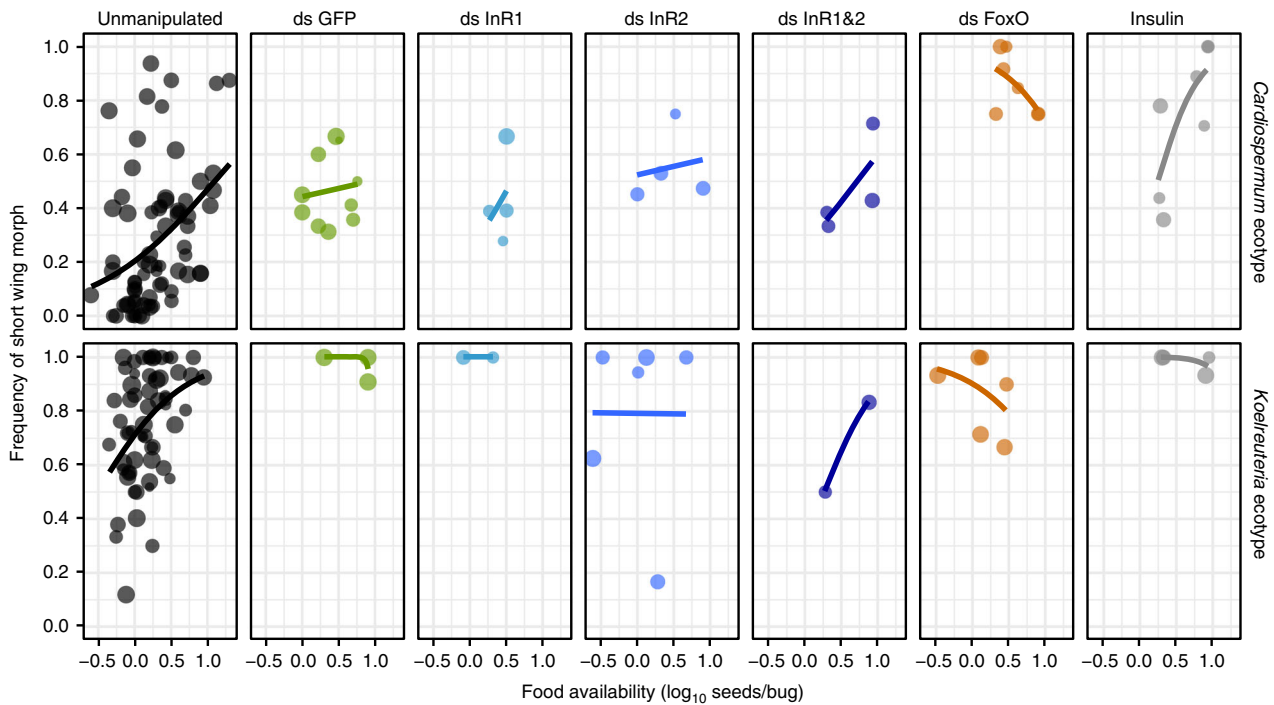 Unmanipulated ds GFP ds InR1 ds InR2 ds InR1&2 ds FoxO Insulin
1.0
0.8
0.6
0.4
0.2
0.0
Cardiospermum ecotype
1.0
0.8
0.6
0.4
0.2
0.0
Koelreuteria ecotype
Frequency of short wing morph
−0.5 0.0 0.5 1.0 −0.5 0.0 0.5 1.0 −0.5 0.0 0.5 1.0 −0.5 0.0 0.5 1.0 −0.5 0.0 0.5 1.0 −0.5 0.0 0.5 1.0 −0.5 0.0 0.5 1.0
Food availability (log10 seeds/bug)